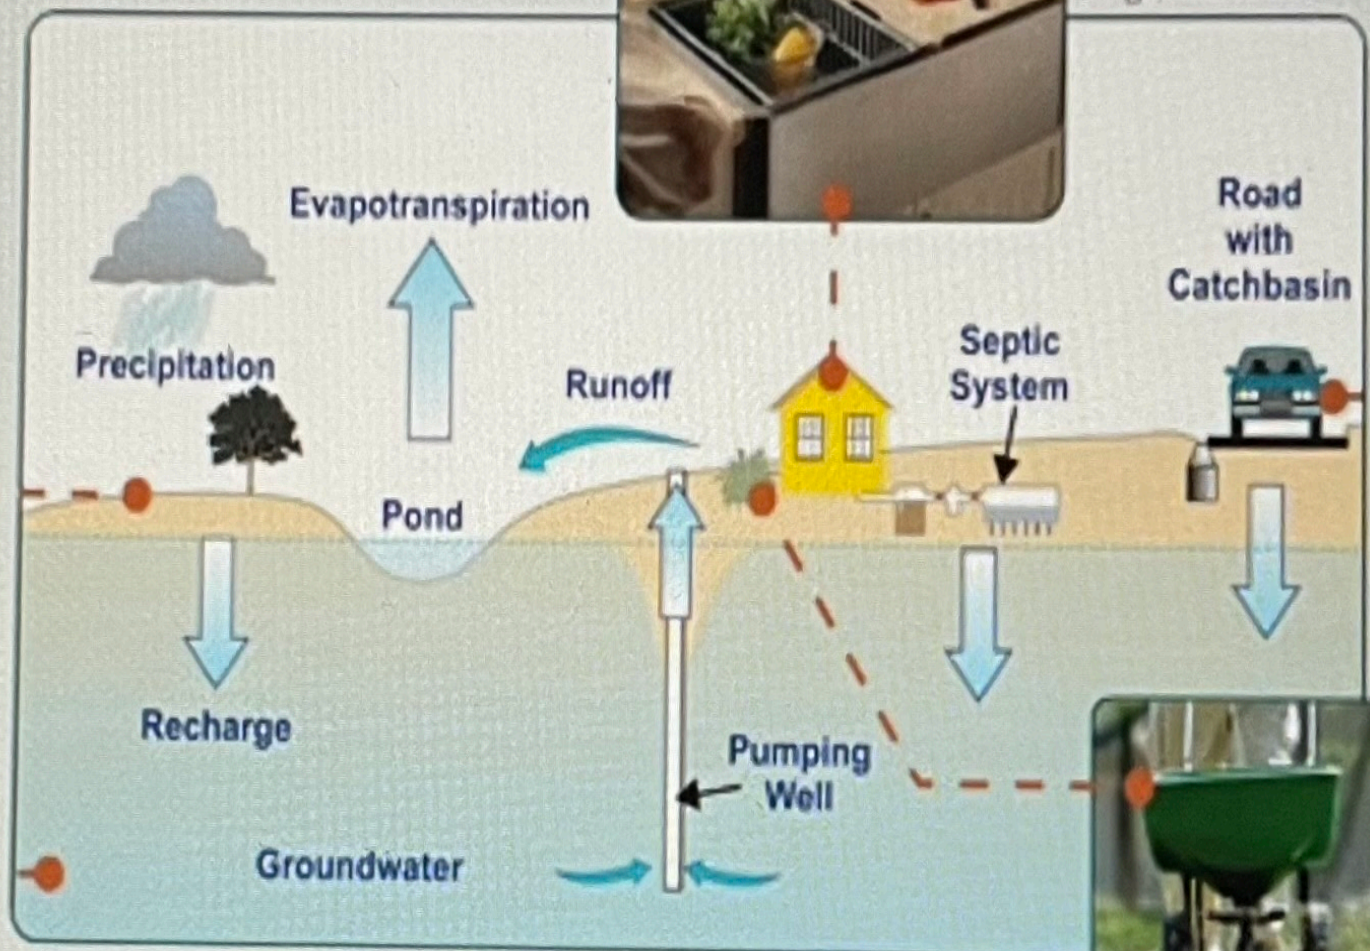 Evapotranspiration
Precipitation
Runoff
Septic
System
Road
with
Catchbasin
Pond
Recharge
Pumping
Well
Groundwater